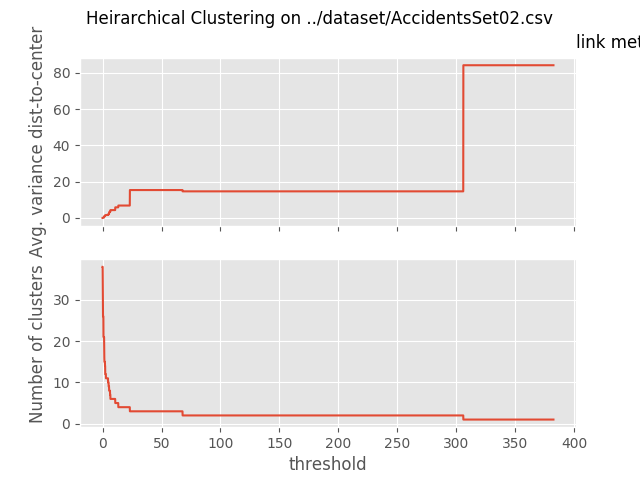 Heirarchical Clustering on ../dataset/AccidentsSet02.csv
link met
Avg. variance dist-to-center
80
60
40
20
0
Number of clusters
30
20
10
0
0 50 100 150 200 250 300 350 400
threshold